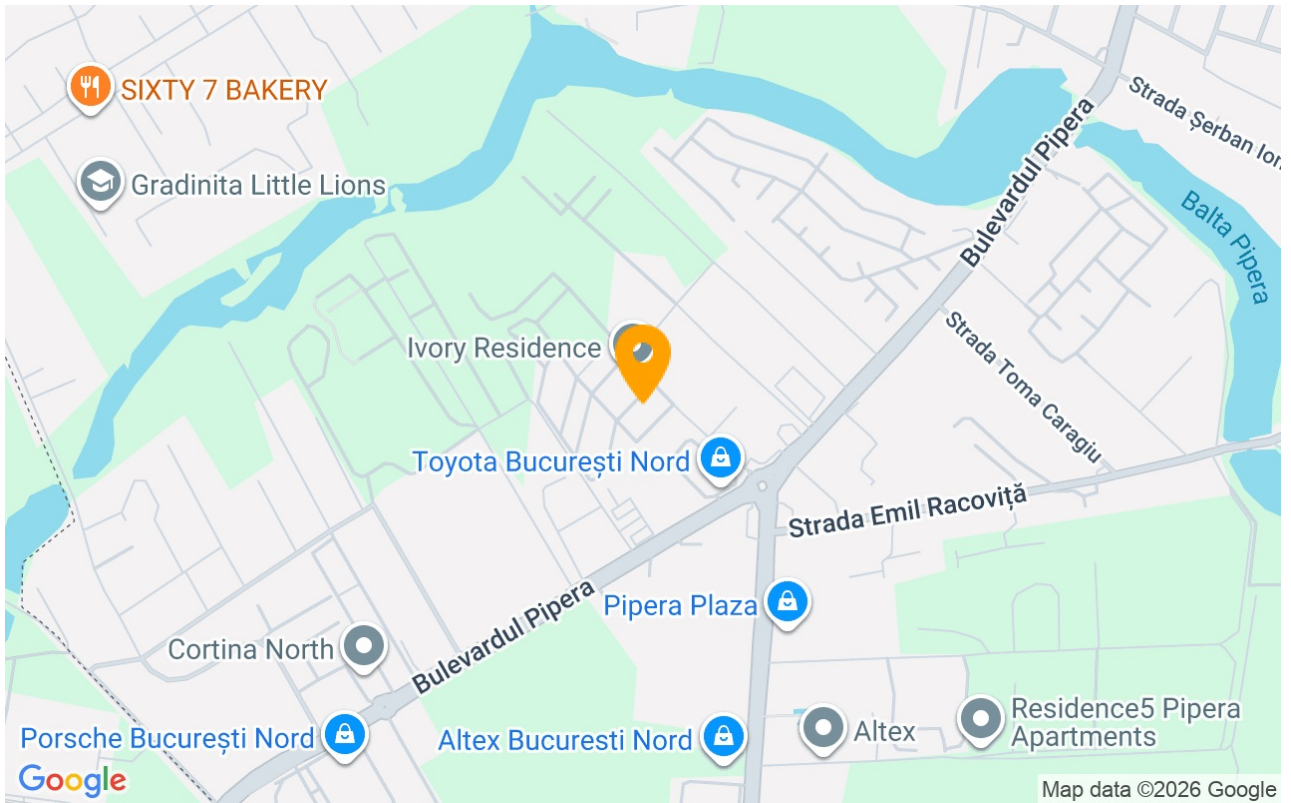 SIXTY 7 BAKERY
Gradinita Little Lions
Bulevardul Pipera
Strada Șerban Ion
Balta Pipera
Ivory Residence
Strada Toma Caragiu
Toyota București Nord
Strada Emil Racoviță
Bulevardul Pipera
Pipera Plaza
Cortina North
Porsche București Nord
Altex Bucuresti Nord
Altex
Residence5 Pipera
Apartments
Google
Map data ©2026 Google